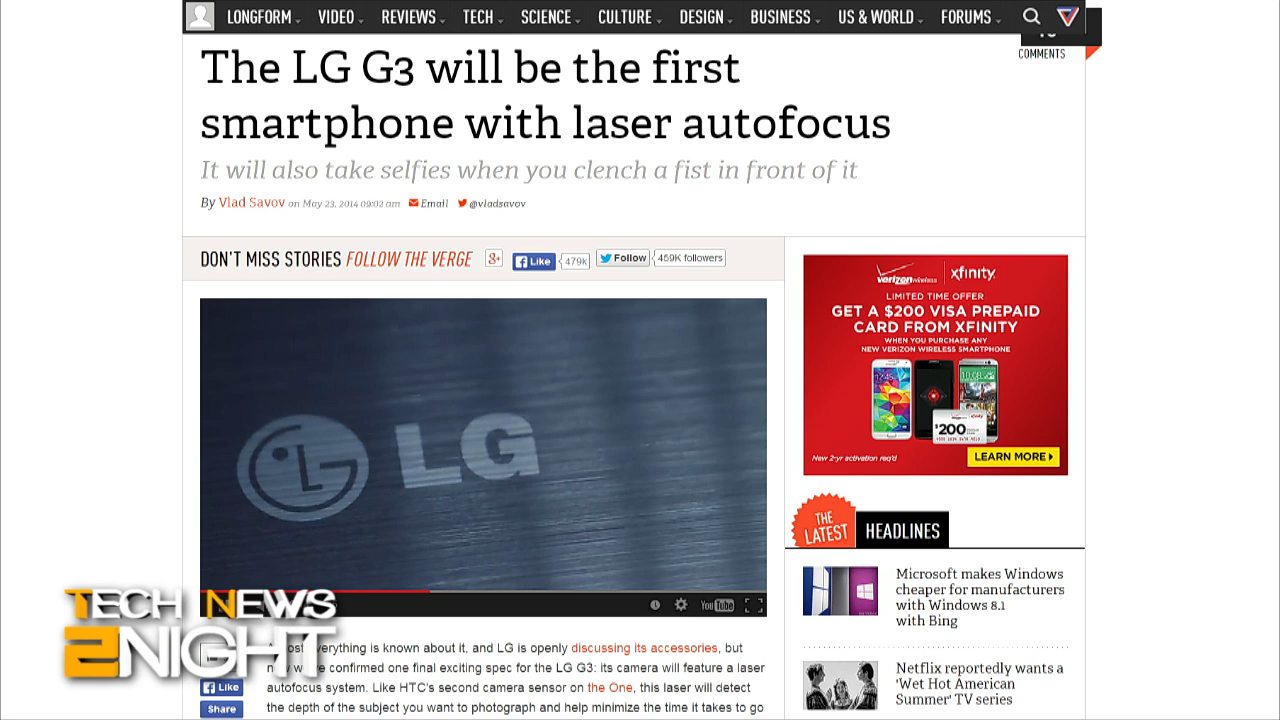 LONGFORM VIDEO REVIEWS TECH SCIENCE CULTURE DESIGN BUSINESS US & WORLD FORUMS
COMMENTS
The LG G3 will be the first
smartphone with laser autofocus
It will also take selfies when you clench a fist in front of it
By Vlad Savov on May 23, 2014 09:02 am Email @vladsavov
DON'T MISS STORIES FOLLOW THE VERGE 8+ Like 479k Follow 459K followers
LG
verizon wireless xfinity
LIMITED TIME OFFER
GET A $200 VISA PREPAID
CARD FROM XFINITY
WHEN YOU PURCHASE ANY
NEW VERIZON WIRELESS SMARTPHONE
12:45
10:08
$200
New 2-yr activation req'd
LEARN MORE
THE LATEST HEADLINES
Microsoft makes Windows
cheaper for manufacturers
with Windows 8.1
with Bing
Netflix reportedly wants a
'Wet Hot American
Summer' TV series
YouTube
TECH NEWS
2NIGHT
everything is known about it, and LG is openly discussing its accessories, but
confirmed one final exciting spec for the LG G3: its camera will feature a laser
autofocus system. Like HTC's second camera sensor on the One, this laser will detect
the depth of the subject you want to photograph and help minimize the time it takes to go
Like
Share